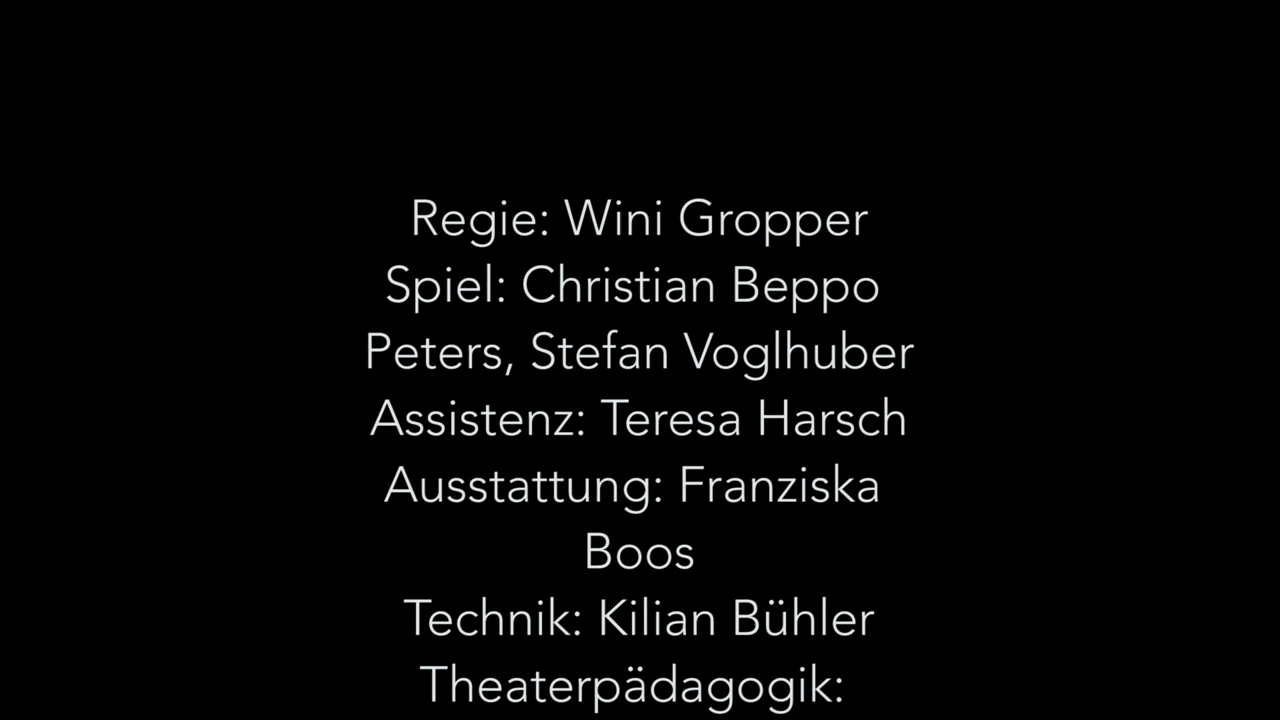 Regie: Wini Gropper
Spiel: Christian Beppo
Peters, Stefan Voglhuber
Assistenz: Teresa Harsch
Ausstattung: Franziska
Boos
Technik: Kilian Bühler
Theaterpädagogik: